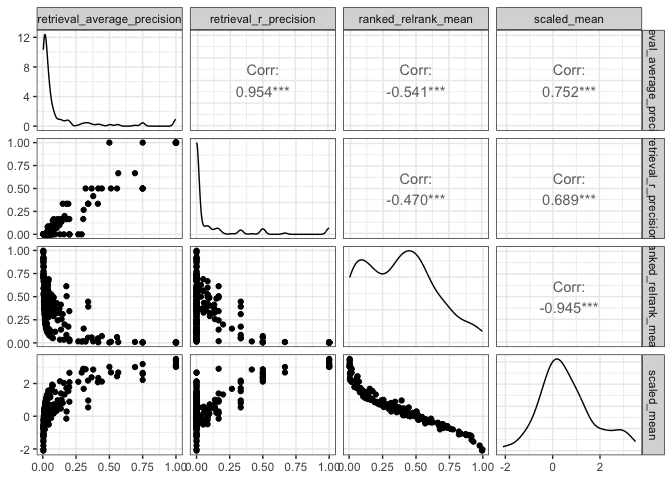 retrieval_average_precision
retrieval_r_precision
ranked_relrank_mean
scaled_mean
12
8
4
0
Corr:
0.954***
Corr:
-0.541***
Corr:
0.752***
1.00
0.75
0.50
0.25
0.00
Corr:
-0.470***
Corr:
0.689***
retrieval_r_precision
1.00
0.75
0.50
0.25
0.00
Corr:
-0.945***
2
0
-2
scaled_mean
0.00 0.25 0.50 0.75 1.00
0.00 0.25 0.50 0.75 1.00
0.00 0.25 0.50 0.75 1.00
-2 0 2